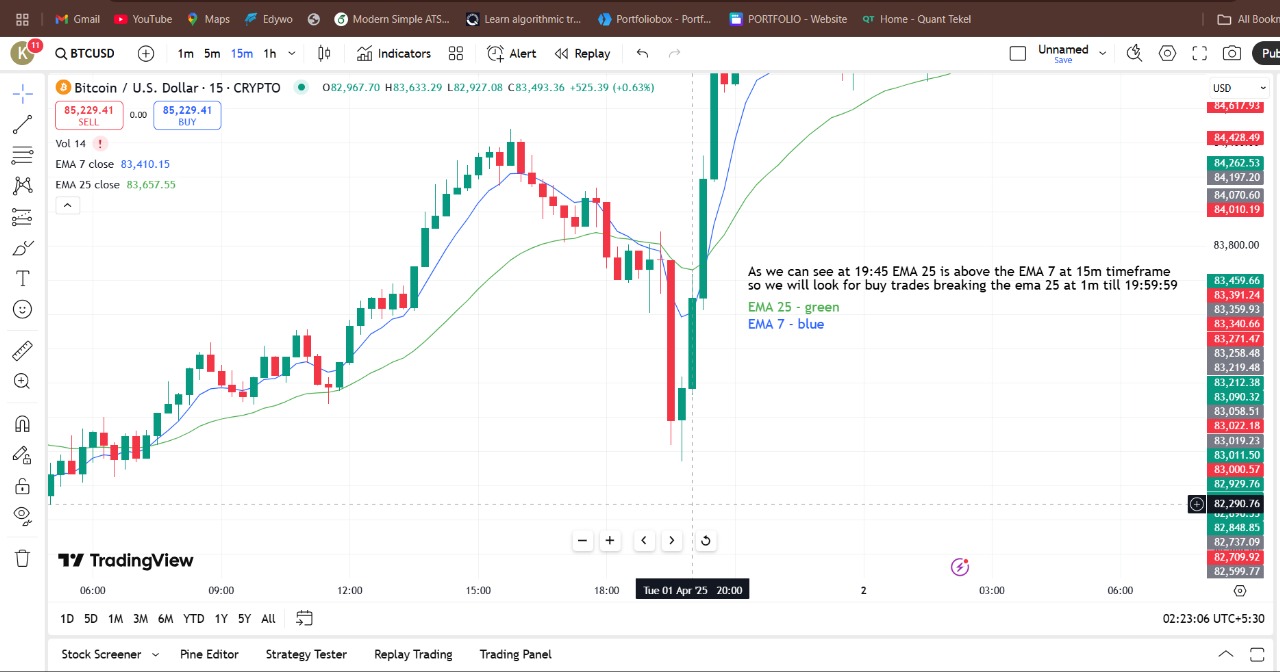 Gmail
YouTube
Maps
Edywo
Modern Simple ATS...
Learn algorithmic tr...
Portfoliobox - Portf...
PORTFOLIO - Website
QT Home - Quant Tekel
All Bookn
K 11
BTCUSD
1m 5m 15m 1h
Indicators
Alert
Replay
Unnamed
Save
Pub
Bitcoin / U.S. Dollar · 15 · CRYPTO
O82,967.70 H83,633.29 L82,927.08 C83,493.36 +525.39 (+0.63%)
USD
85,229.41
SELL
0.00
85,229.41
BUY
Vol 14 !
EMA 7 close 83,410.15
EMA 25 close 83,657.55
As we can see at 19:45 EMA 25 is above the EMA 7 at 15m timeframe
so we will look for buy trades breaking the ema 25 at 1m till 19:59:59
EMA 25 - green
EMA 7 - blue
84,617.93
84,428.49
84,262.53
84,197.20
84,070.60
84,010.19
83,800.00
83,459.66
83,391.24
83,359.93
83,340.66
83,271.47
83,258.48
83,219.48
83,212.38
83,090.32
83,058.51
83,022.18
83,019.23
83,011.50
83,000.57
82,929.76
82,290.76
82,848.85
82,737.09
82,709.92
82,599.77
TradingView
06:00
09:00
12:00
15:00
18:00
Tue 01 Apr '25 20:00
2
03:00
06:00
1D 5D 1M 3M 6M YTD 1Y 5Y All
02:23:06 UTC+5:30
Stock Screener
Pine Editor
Strategy Tester
Replay Trading
Trading Panel